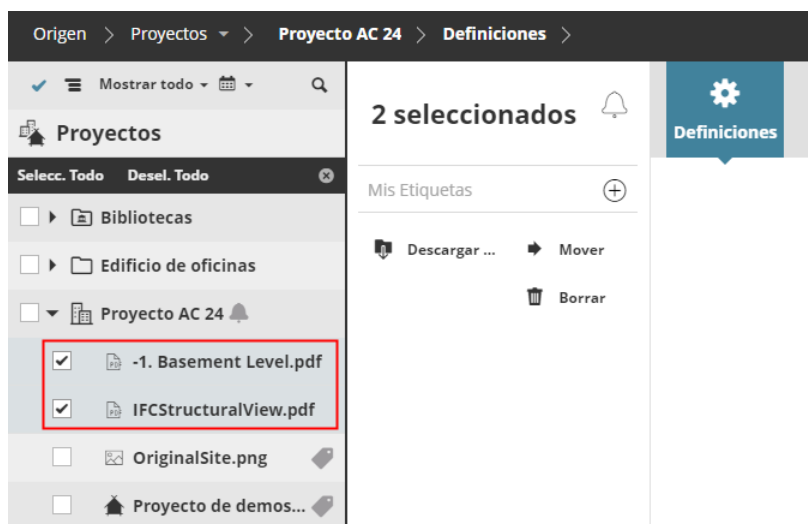 Origen > Proyectos > Proyecto AC 24 > Definiciones >
Mostrar todo
Proyectos
Selecc. Todo Desel. Todo
Bibliotecas
Edificio de oficinas
Proyecto AC 24
-1. Basement Level.pdf
IFCStructuralView.pdf
OriginalSite.png
Proyecto de demos...
2 seleccionados
Mis Etiquetas
Descargar ... Mover
Borrar
Definiciones